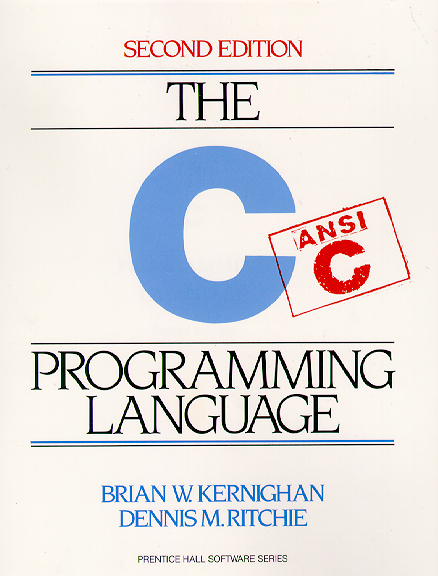 SECOND EDITION
THE
C
ANSI
C
PROGRAMMING
LANGUAGE
BRIAN W. KERNIGHAN
DENNIS M. RITCHIE
PRENTICE HALL SOFTWARE SERIES